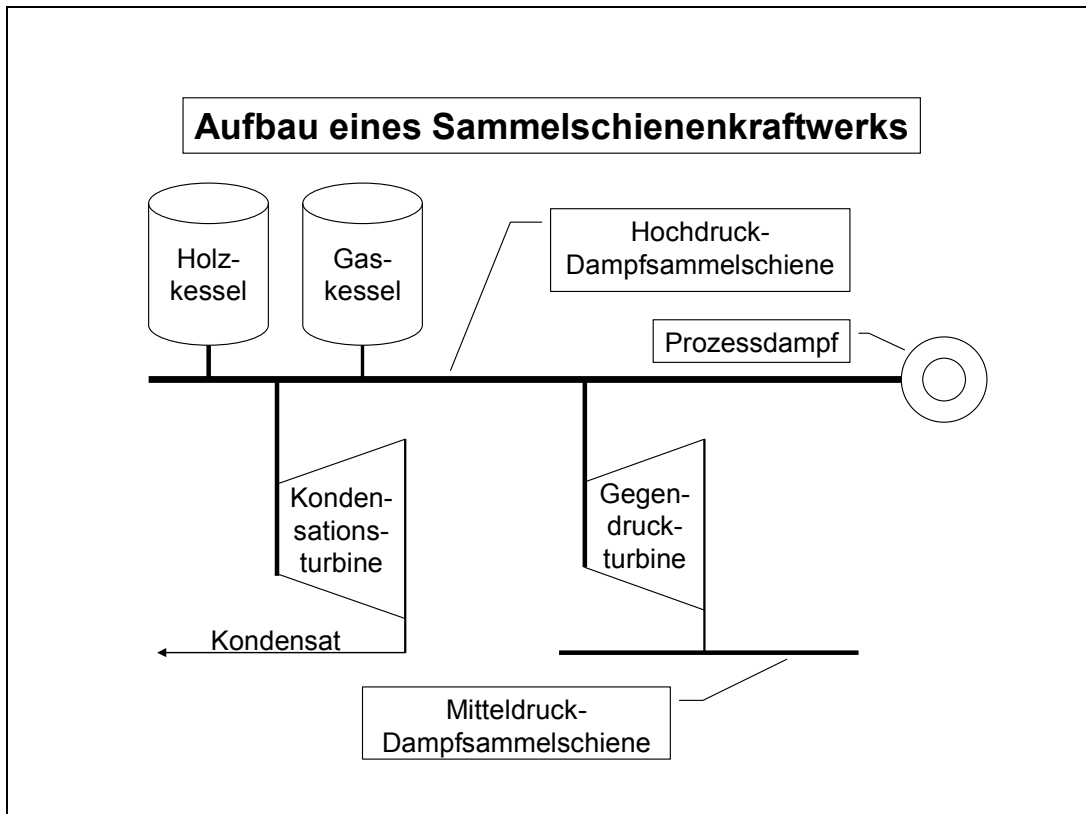 Aufbau eines Sammelschienenkraftwerks
Holz-
kessel
Gas-
kessel
Hochdruck-
Dampfsammelschiene
Prozessdampf
Konden-
sations-
turbine
Gegen-
druck-
turbine
Kondensat
Mitteldruck-
Dampfsammelschiene